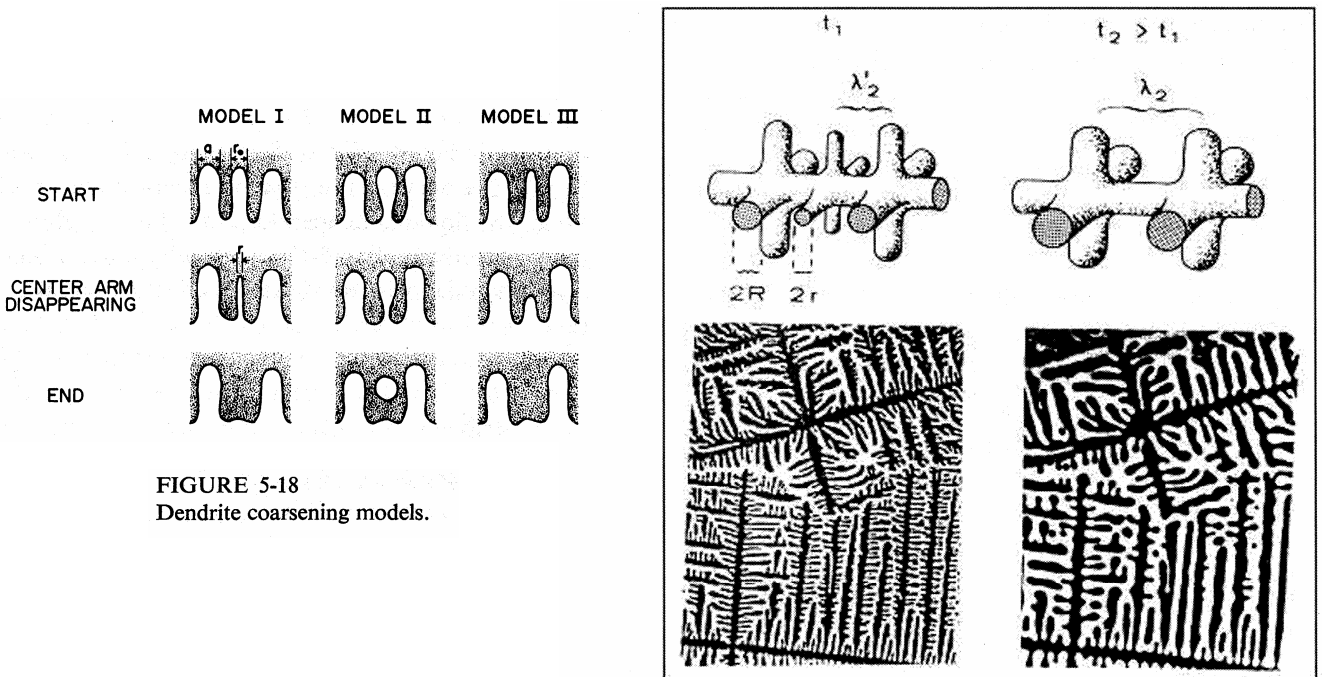 MODEL I
MODEL II
MODEL III
a
r₀
START
r
CENTER ARM
DISAPPEARING
END
FIGURE 5-18
Dendrite coarsening models.
t₁
t₂ > t₁
λ'₂
λ₂
2R
2r